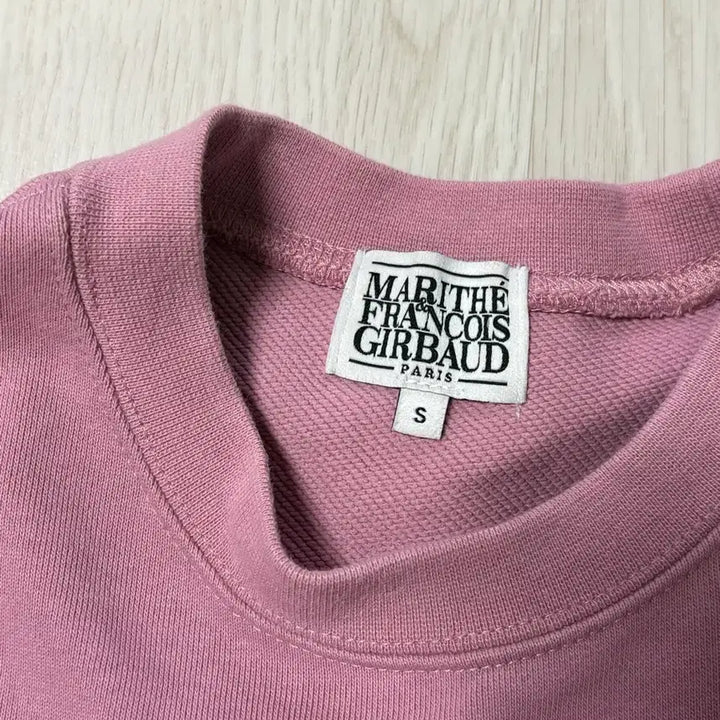 MARITHÉ
&
FRANCOIS
GIRBAUD
PARIS
S